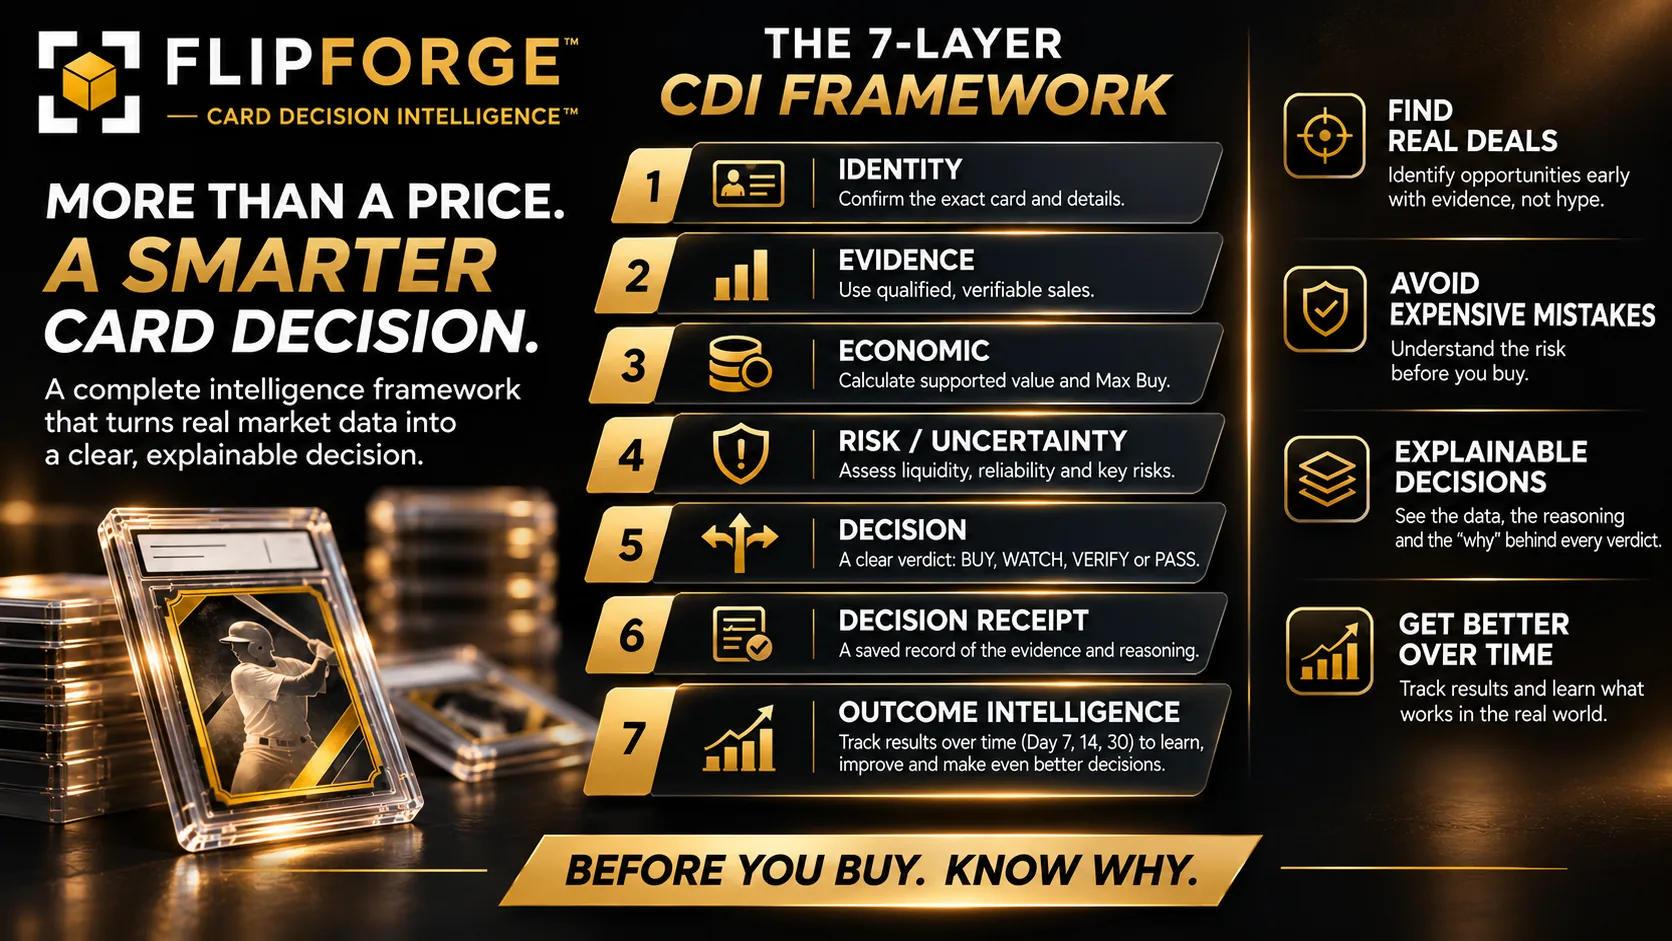 FLIPFORGE™
CARD DECISION INTELLIGENCE™
MORE THAN A PRICE.
A SMARTER
CARD DECISION.
A complete intelligence framework
that turns real market data into
a clear, explainable decision.
THE 7-LAYER
CDI FRAMEWORK
1
IDENTITY
Confirm the exact card and details.
2
EVIDENCE
Use qualified, verifiable sales.
3
ECONOMIC
Calculate supported value and Max Buy.
4
RISK / UNCERTAINTY
Assess liquidity, reliability and key risks.
5
DECISION
A clear verdict: BUY, WATCH, VERIFY or PASS.
6
DECISION RECEIPT
A saved record of the evidence and reasoning.
7
OUTCOME INTELLIGENCE
Track results over time (Day 7, 14, 30) to learn,
improve and make even better decisions.
FIND
REAL DEALS
Identify opportunities early
with evidence, not hype.
AVOID
EXPENSIVE MISTAKES
Understand the risk
before you buy.
EXPLAINABLE
DECISIONS
See the data, the reasoning
and the “why” behind every verdict.
GET BETTER
OVER TIME
Track results and learn what
works in the real world.
BEFORE YOU BUY. KNOW WHY.